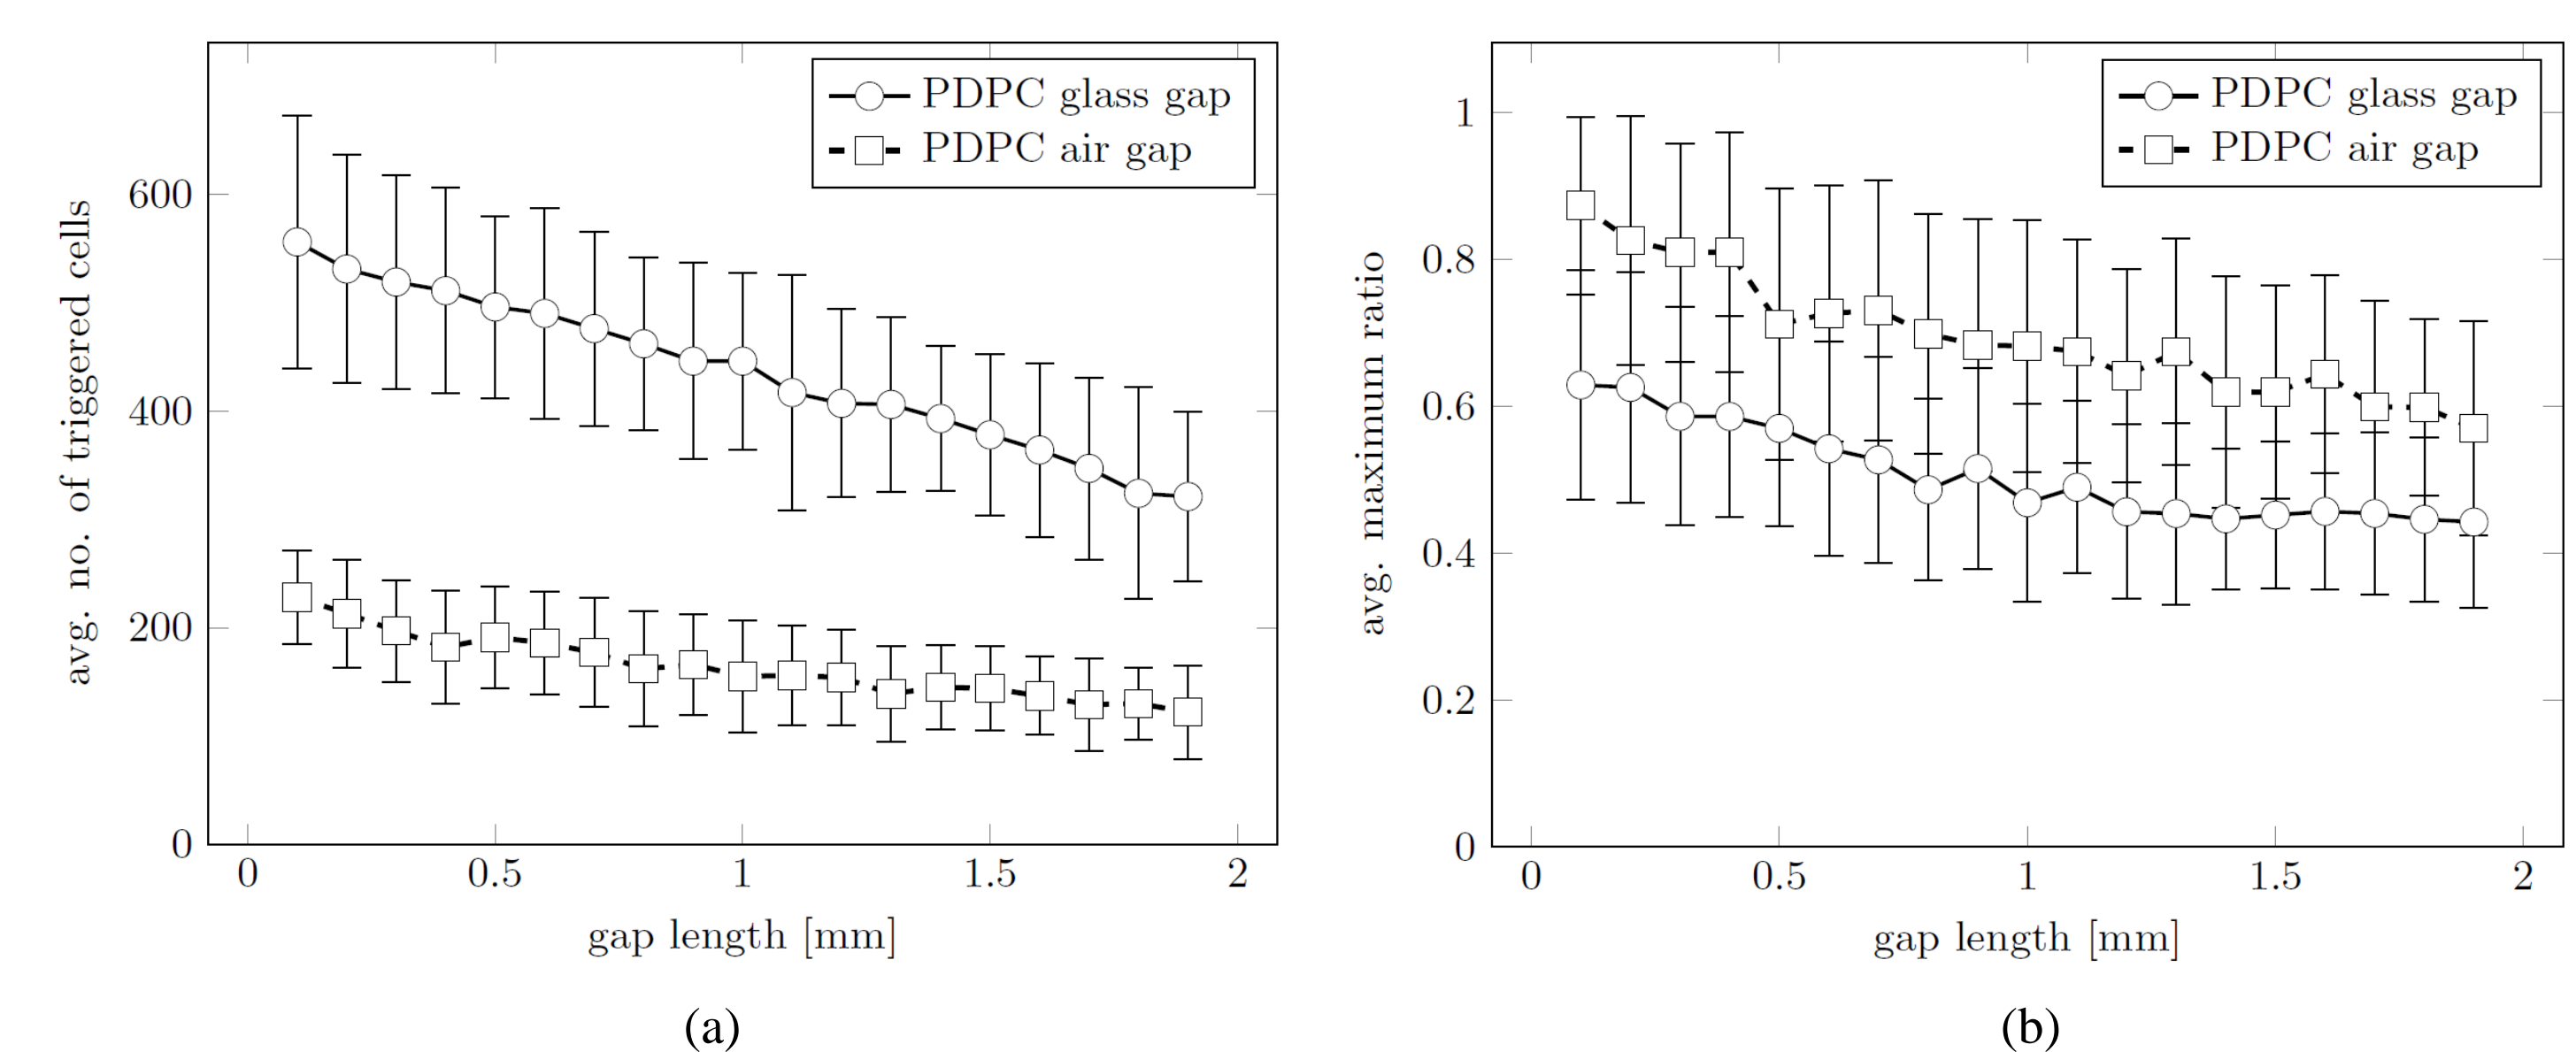 PDPC glass gap
PDPC air gap
avg. no. of triggered cells
600
400
200
0
0 0.5 1 1.5 2
gap length [mm]
(a)
PDPC glass gap
PDPC air gap
avg. maximum ratio
1
0.8
0.6
0.4
0.2
0
0 0.5 1 1.5 2
gap length [mm]
(b)